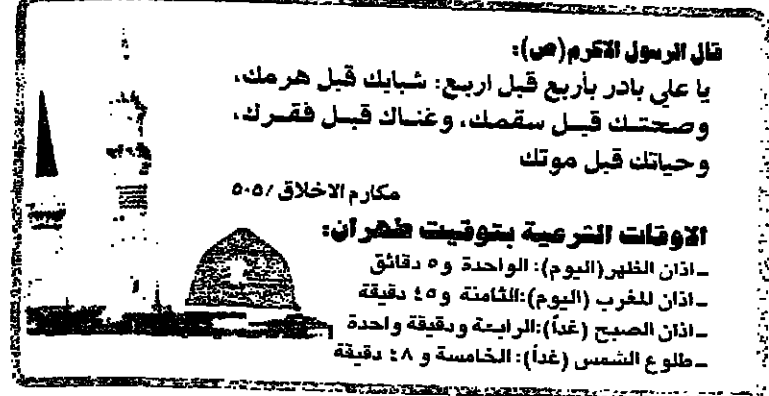 قال الرسول الاكرم(ص):
يا علي بادر بأربع قبل اربع: شبابك قبل هرمك،
وصحتك قبل سقمك، وغناك قبل فقرك،
وحياتك قبل موتك
مكارم الاخلاق /٥٠٥
الاوقات الشرعية بتوقيت طهران:
ـ اذان الظهر(اليوم): الواحدة و٥ دقائق
ـ اذان المغرب (اليوم):الثامنة و٤٥ دقيقة
ـ اذان الصبح (غداً):الرابعة ودقيقة واحدة
ـ طلوع الشمس (غداً): الخامسة و ٤٨ دقيقة